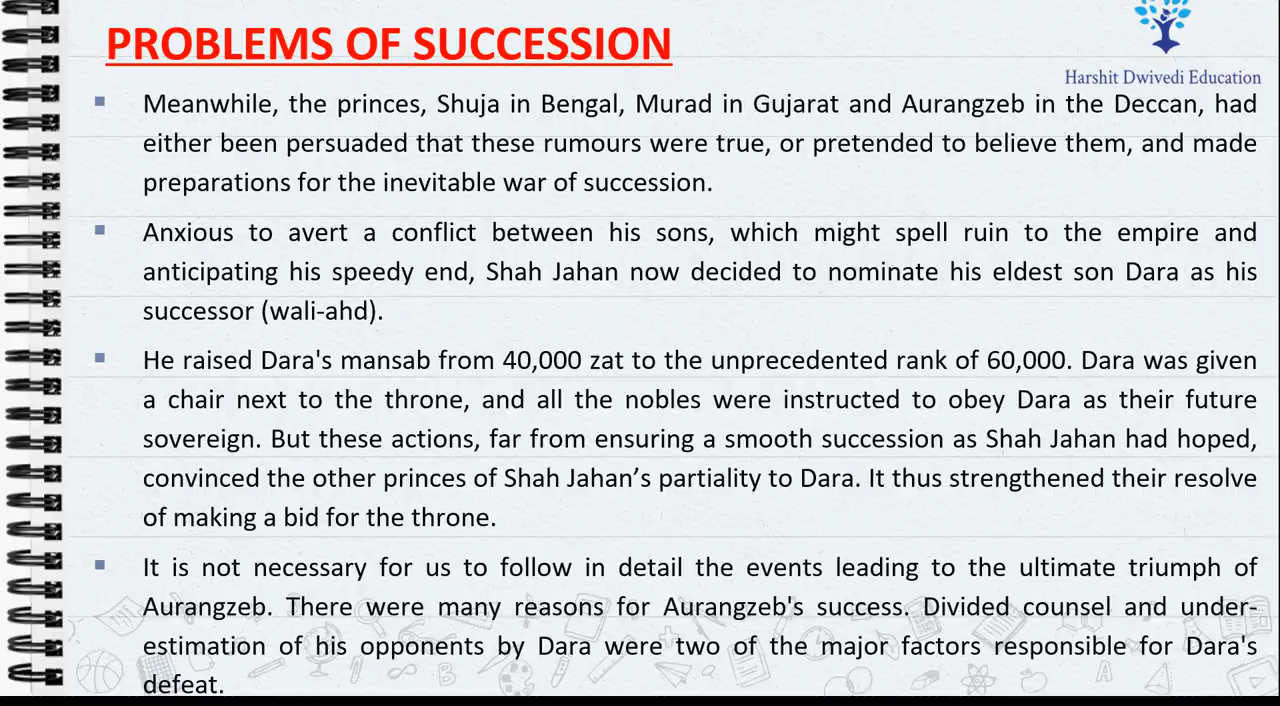 PROBLEMS OF SUCCESSION
Harshit Dwivedi Education
▪ Meanwhile, the princes, Shuja in Bengal, Murad in Gujarat and Aurangzeb in the Deccan, had
either been persuaded that these rumours were true, or pretended to believe them, and made
preparations for the inevitable war of succession.
▪ Anxious to avert a conflict between his sons, which might spell ruin to the empire and
anticipating his speedy end, Shah Jahan now decided to nominate his eldest son Dara as his
successor (wali-ahd).
▪ He raised Dara's mansab from 40,000 zat to the unprecedented rank of 60,000. Dara was given
a chair next to the throne, and all the nobles were instructed to obey Dara as their future
sovereign. But these actions, far from ensuring a smooth succession as Shah Jahan had hoped,
convinced the other princes of Shah Jahan’s partiality to Dara. It thus strengthened their resolve
of making a bid for the throne.
▪ It is not necessary for us to follow in detail the events leading to the ultimate triumph of
Aurangzeb. There were many reasons for Aurangzeb's success. Divided counsel and under-
estimation of his opponents by Dara were two of the major factors responsible for Dara's
defeat.